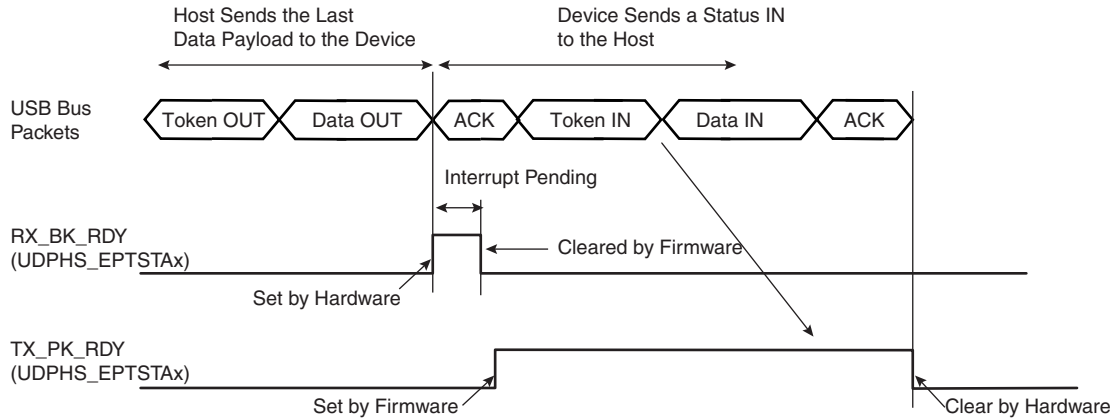 Host Sends the Last
Data Payload to the Device
Device Sends a Status IN
to the Host
USB Bus
Packets
Token OUT
Data OUT
ACK
Token IN
Data IN
ACK
Interrupt Pending
RX_BK_RDY
(UDPHS_EPTSTAx)
Cleared by Firmware
Set by Hardware
TX_PK_RDY
(UDPHS_EPTSTAx)
Set by Firmware
Clear by Hardware